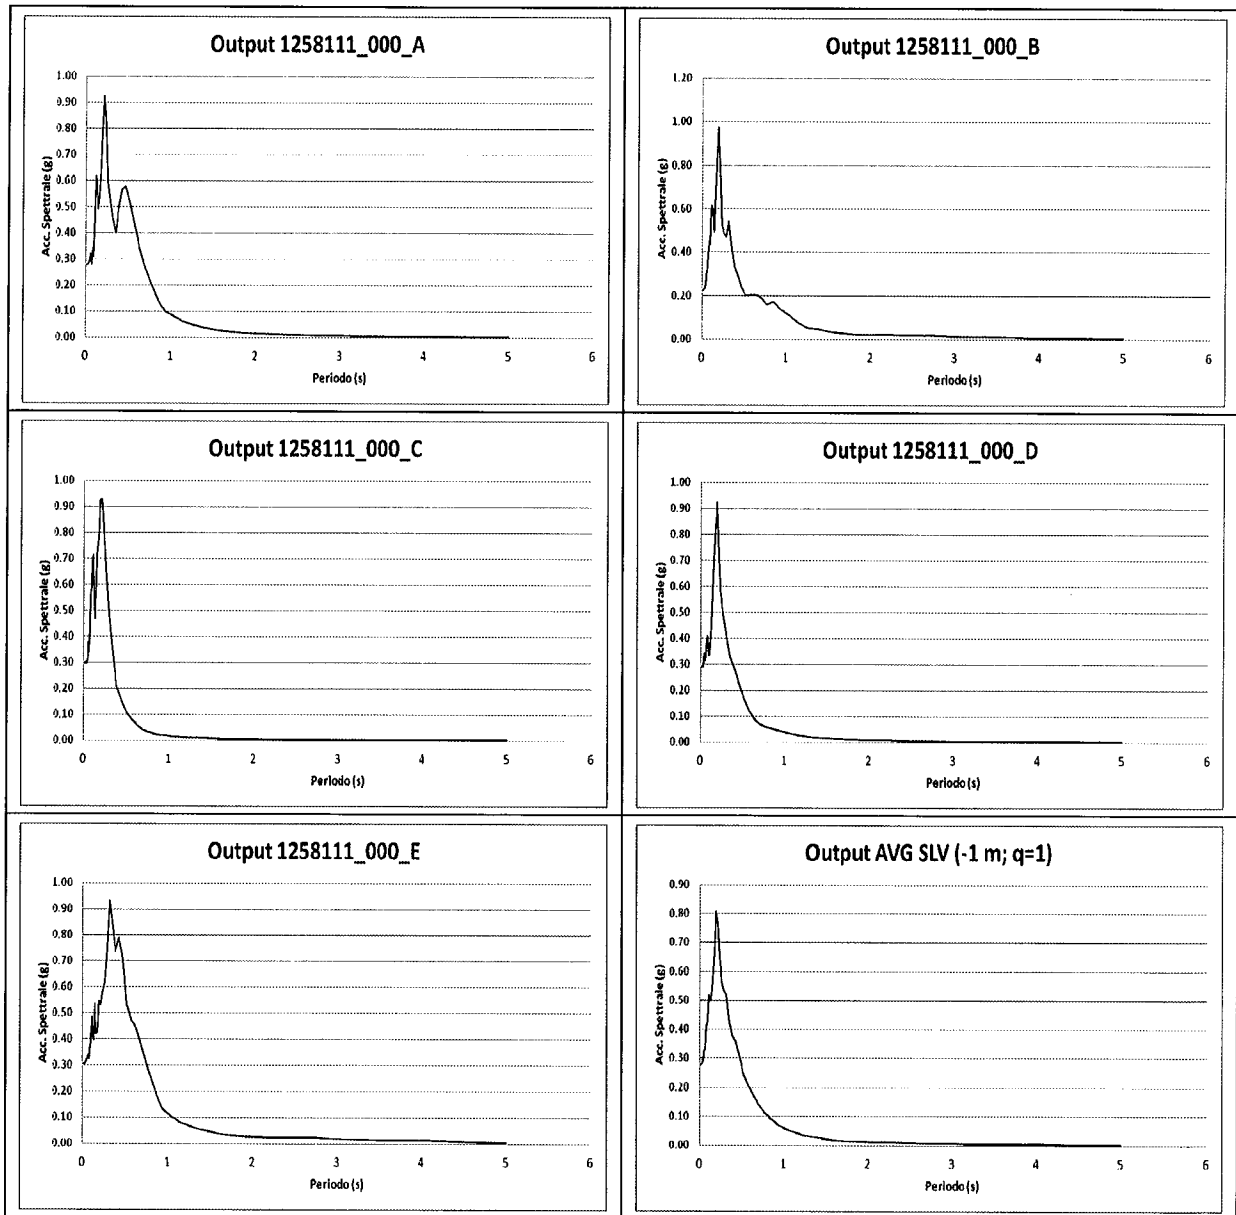 Output 1258111_000_A
Acc. Spettrale (g)
1.00
0.90
0.80
0.70
0.60
0.50
0.40
0.30
0.20
0.10
0.00
0 1 2 3 4 5 6
Periodo (s)
Output 1258111_000_B
Acc. Spettrale (g)
1.20
1.00
0.80
0.60
0.40
0.20
0.00
0 1 2 3 4 5 6
Periodo (s)
Output 1258111_000_C
Acc. Spettrale (g)
1.00
0.90
0.80
0.70
0.60
0.50
0.40
0.30
0.20
0.10
0.00
0 1 2 3 4 5 6
Periodo (s)
Output 1258111_000_D
Acc. Spettrale (g)
1.00
0.90
0.80
0.70
0.60
0.50
0.40
0.30
0.20
0.10
0.00
0 1 2 3 4 5 6
Periodo (s)
Output 1258111_000_E
Acc. Spettrale (g)
1.00
0.90
0.80
0.70
0.60
0.50
0.40
0.30
0.20
0.10
0.00
0 1 2 3 4 5 6
Periodo (s)
Output AVG SLV (-1 m; q=1)
Acc. Spettrale (g)
0.90
0.80
0.70
0.60
0.50
0.40
0.30
0.20
0.10
0.00
0 1 2 3 4 5 6
Periodo (s)